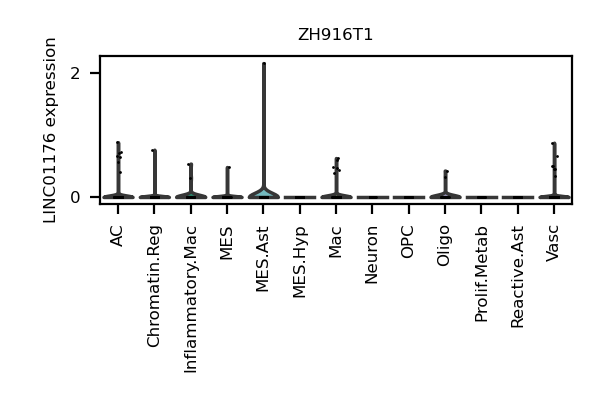 ZH916T1
LINC01176 expression
2
0
AC
Chromatin.Reg
Inflammatory.Mac
MES
MES.Ast
MES.Hyp
Mac
Neuron
OPC
Oligo
Prolif.Metab
Reactive.Ast
Vasc